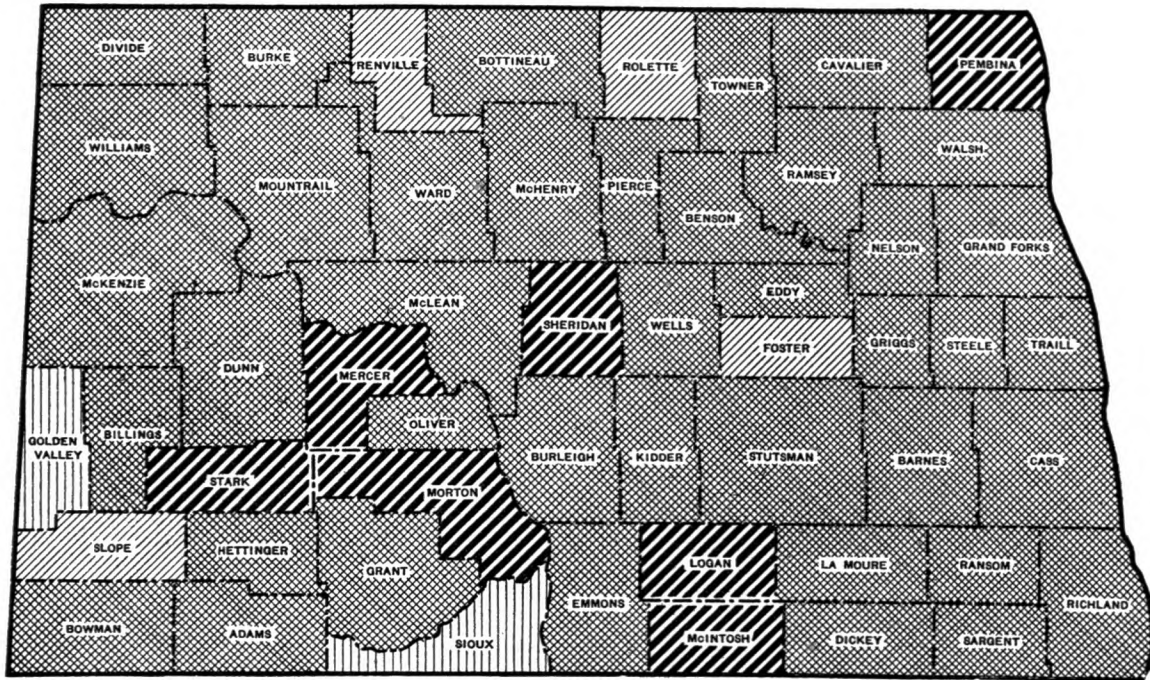 DIVIDE
BURKE
RENVILLE
BOTTINEAU
ROLETTE
TOWNER
CAVALIER
PEMBINA
WILLIAMS
MOUNTRAIL
WARD
McHENRY
PIERCE
BENSON
RAMSEY
WALSH
NELSON
GRAND FORKS
McKENZIE
DUNN
McLEAN
SHERIDAN
WELLS
EDDY
FOSTER
GRIGGS
STEELE
TRAILL
MERCER
OLIVER
GOLDEN
VALLEY
BILLINGS
STARK
MORTON
BURLEIGH
KIDDER
STUTSMAN
BARNES
CASS
SLOPE
HETTINGER
GRANT
BOWMAN
ADAMS
SIOUX
EMMONS
LOGAN
LA MOURE
RANSOM
RICHLAND
McINTOSH
DICKEY
SARGENT